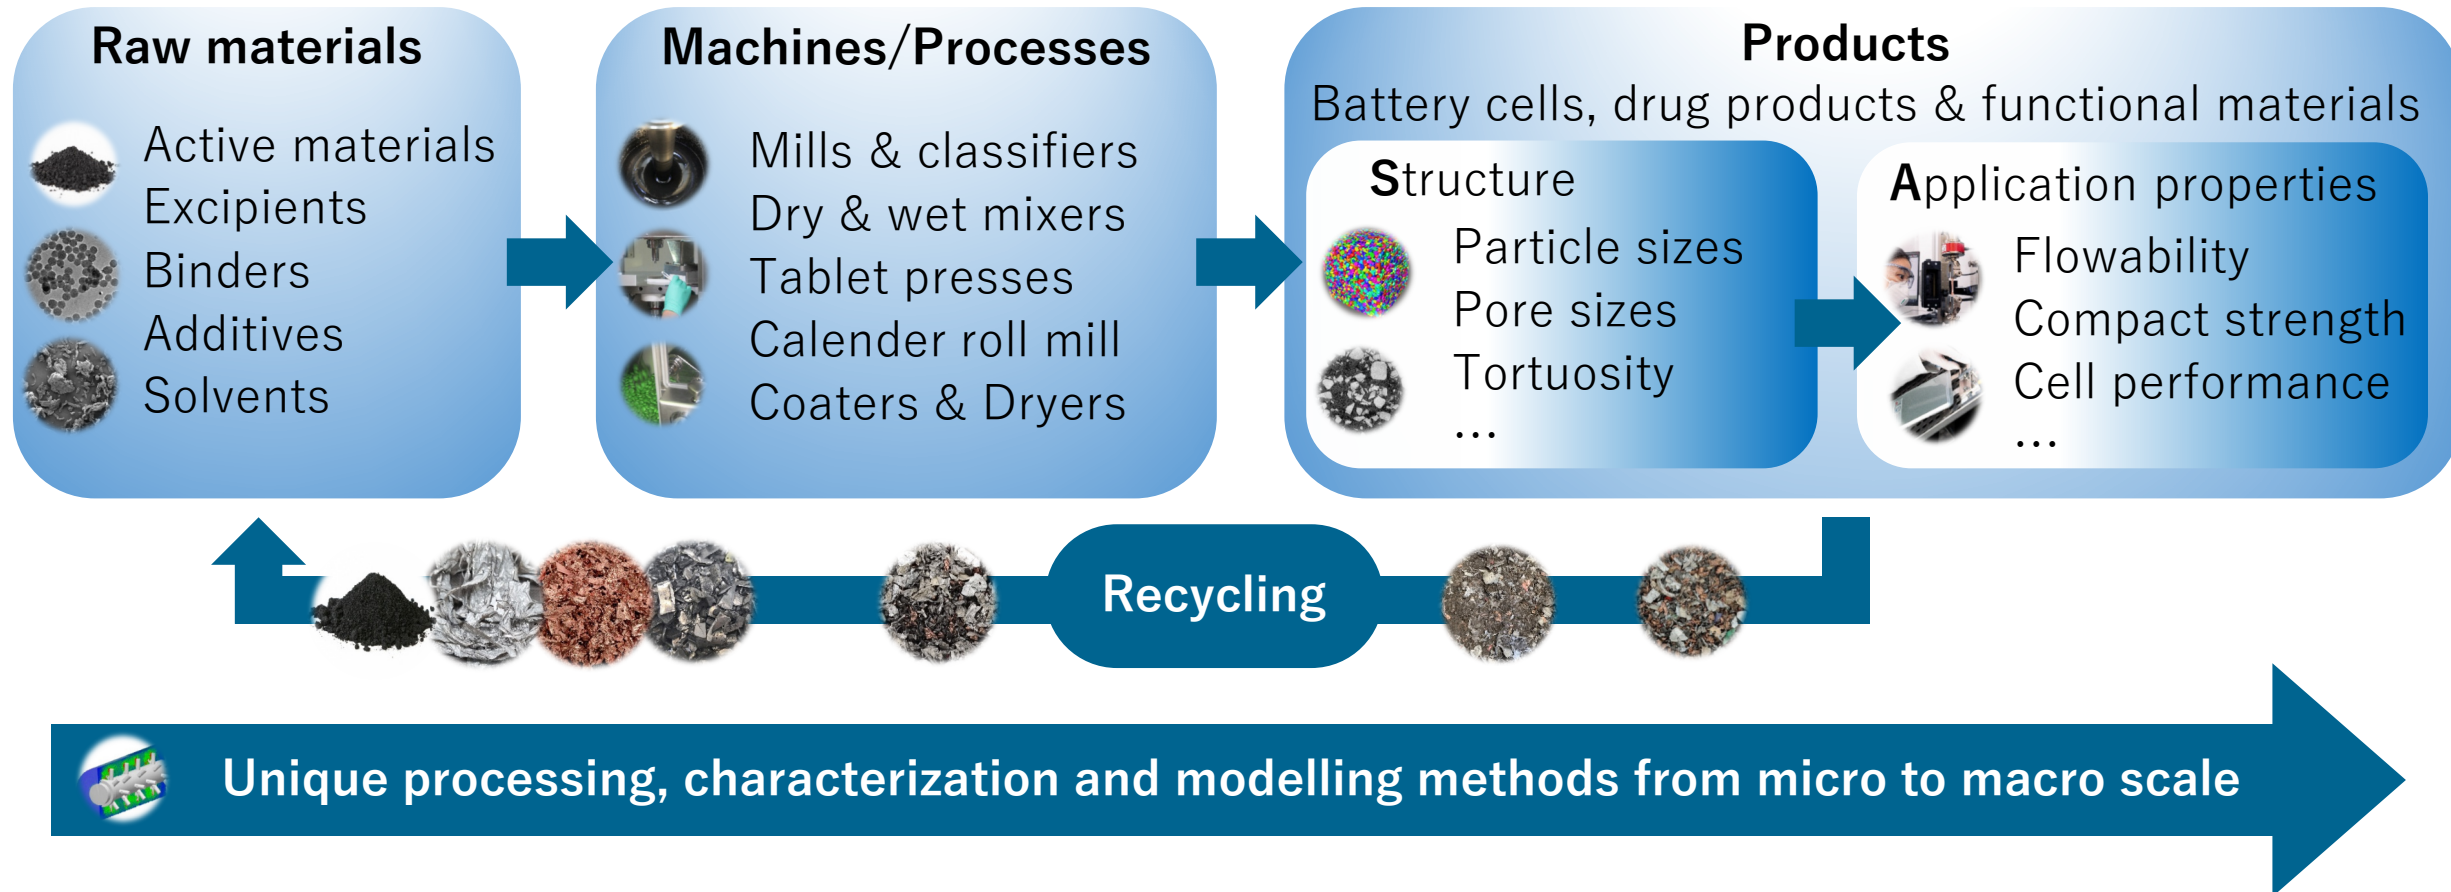 Raw materials
Active materials
Excipients
Binders
Additives
Solvents
Machines/Processes
Mills & classifiers
Dry & wet mixers
Tablet presses
Calender roll mill
Coaters & Dryers
Products
Battery cells, drug products & functional materials
Structure
Particle sizes
Pore sizes
Tortuosity
...
Application properties
Flowability
Compact strength
Cell performance
...
Recycling
Unique processing, characterization and modelling methods from micro to macro scale